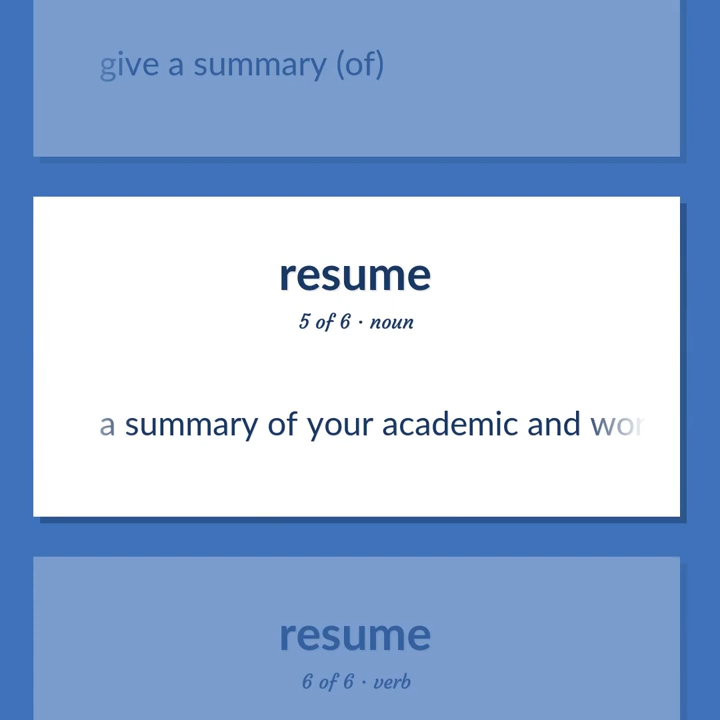 give a summary (of)
resume
5 of 6 · noun
a summary of your academic and
resume
6 of 6 · verb